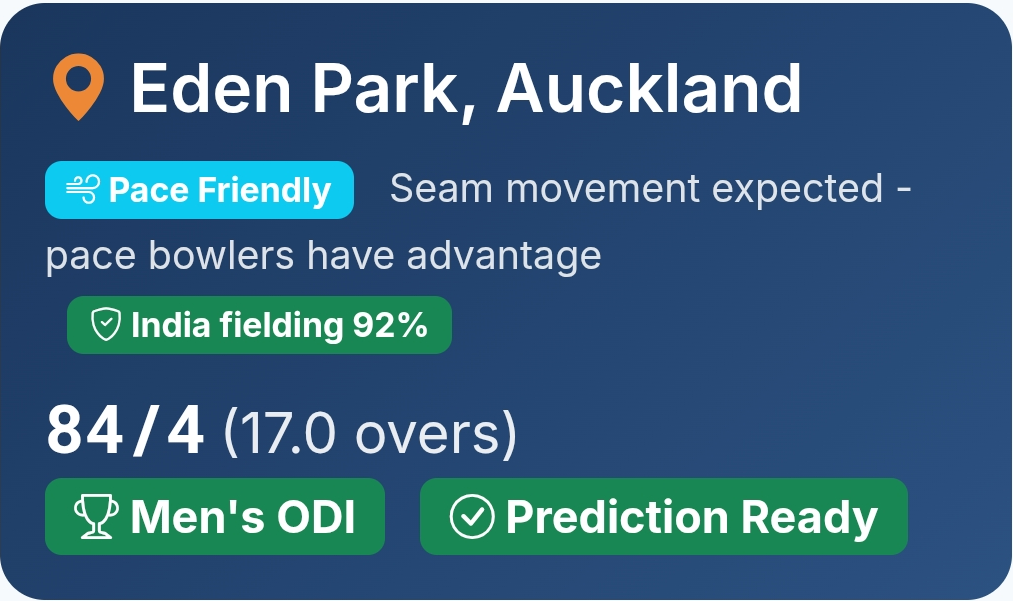 Eden Park, Auckland
Pace Friendly Seam movement expected -
pace bowlers have advantage
India fielding 92%
84/4 (17.0 overs)
Men's ODI Prediction Ready